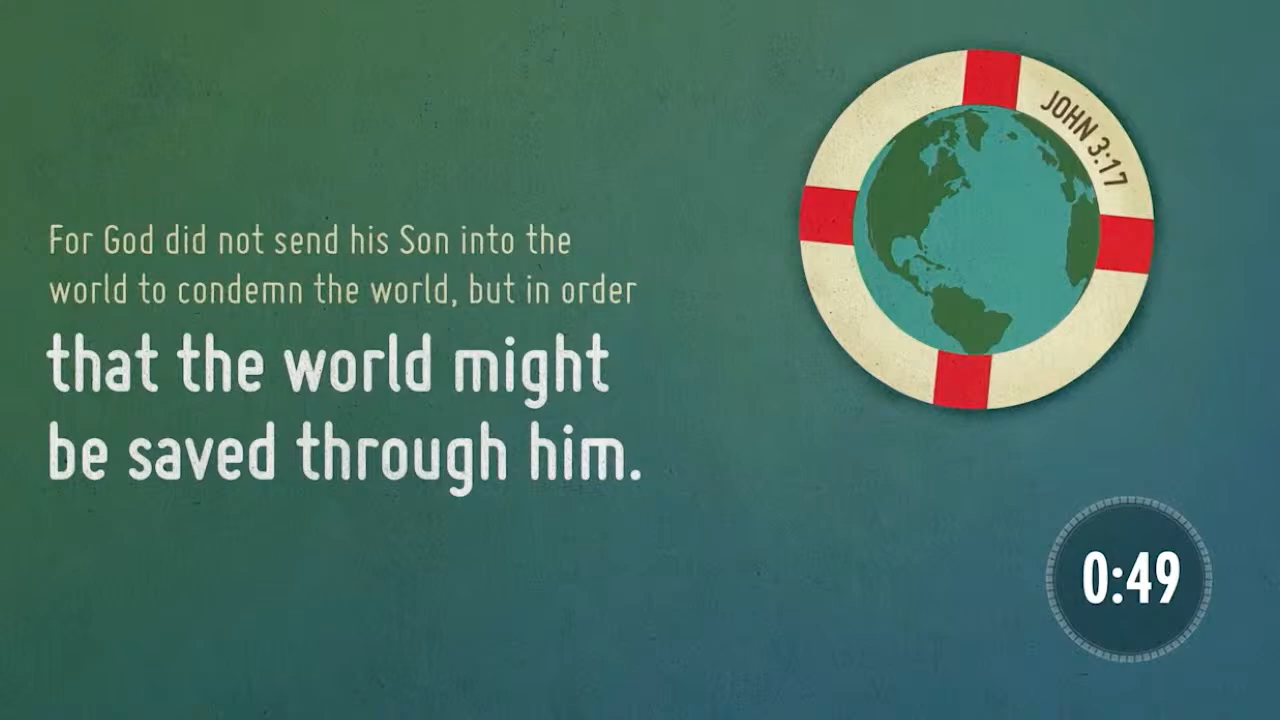 For God did not send his Son into the
world to condemn the world, but in order
that the world might
be saved through him.
JOHN 3:17
0:49